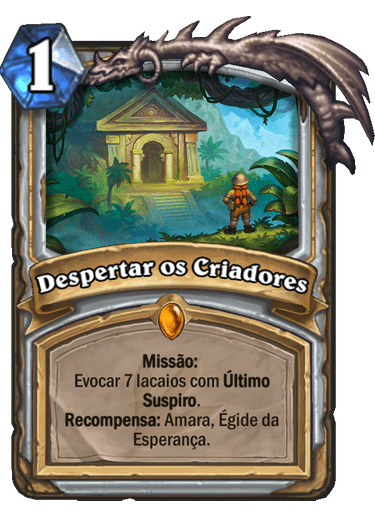 1
Despertar os Criadores
Missão:
Evocar 7 lacaios com Último
Suspiro.
Recompensa: Amara, Égide da
Esperança.